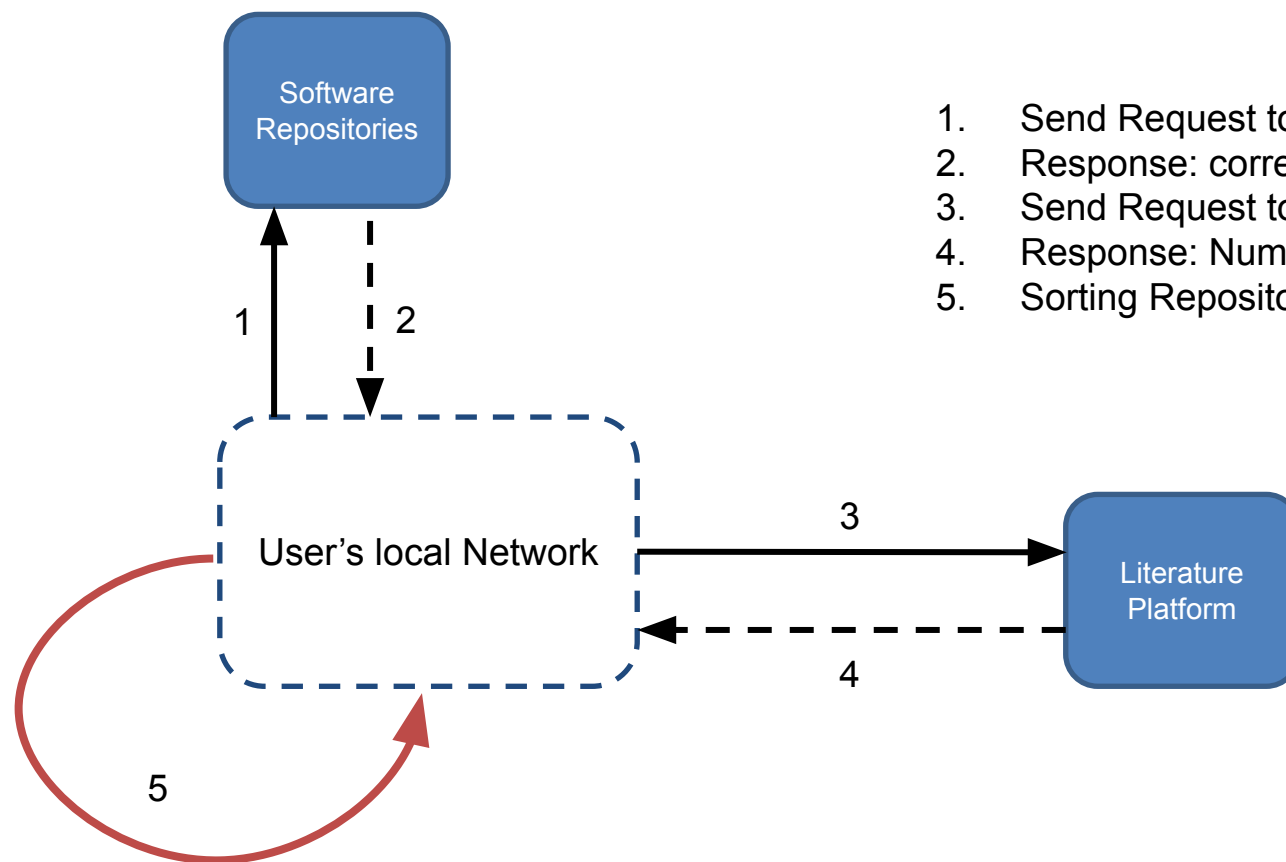 Software
Repositories
1. Send Request to
2. Response: corre
3. Send Request to
4. Response: Num
5. Sorting Reposito
1
2
User's local Network
3
Literature
Platform
4
5